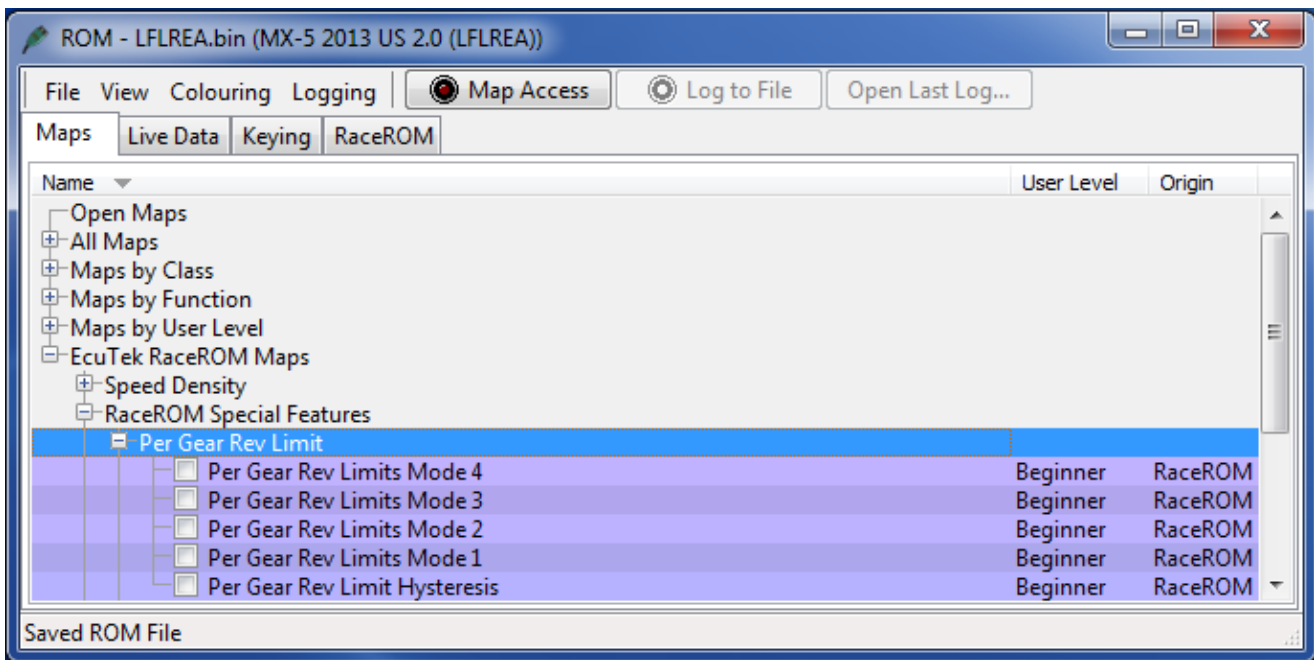 ROM - LFLREA.bin (MX-5 2013 US 2.0 (LFLREA))
File View Colouring Logging Map Access Log to File Open Last Log...
Maps Live Data Keying RaceROM
Name User Level Origin
Open Maps
All Maps
Maps by Class
Maps by Function
Maps by User Level
EcuTek RaceROM Maps
Speed Density
RaceROM Special Features
Per Gear Rev Limit
Per Gear Rev Limits Mode 4 Beginner RaceROM
Per Gear Rev Limits Mode 3 Beginner RaceROM
Per Gear Rev Limits Mode 2 Beginner RaceROM
Per Gear Rev Limits Mode 1 Beginner RaceROM
Per Gear Rev Limit Hysteresis Beginner RaceROM
Saved ROM File